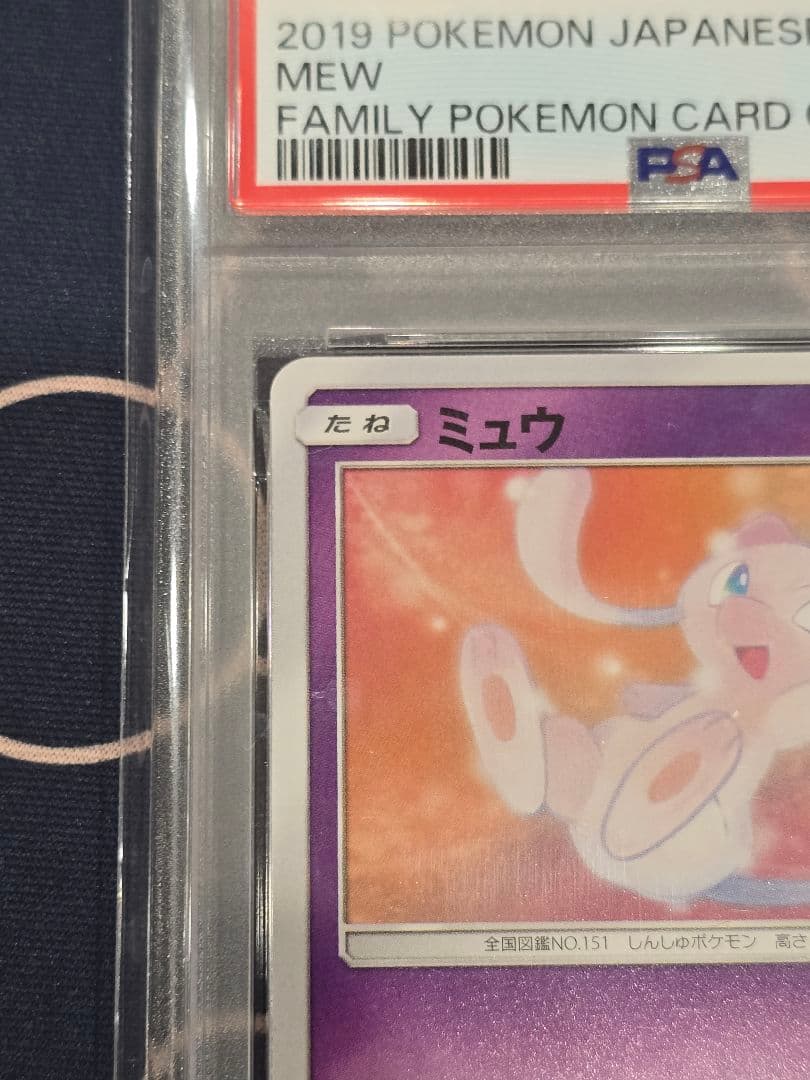 2019 POKEMON JAPANES
MEW
FAMILY POKEMON CARD
PSA
たね ミュウ
全国図鑑NO.151 しんしゅポケモン 高さ